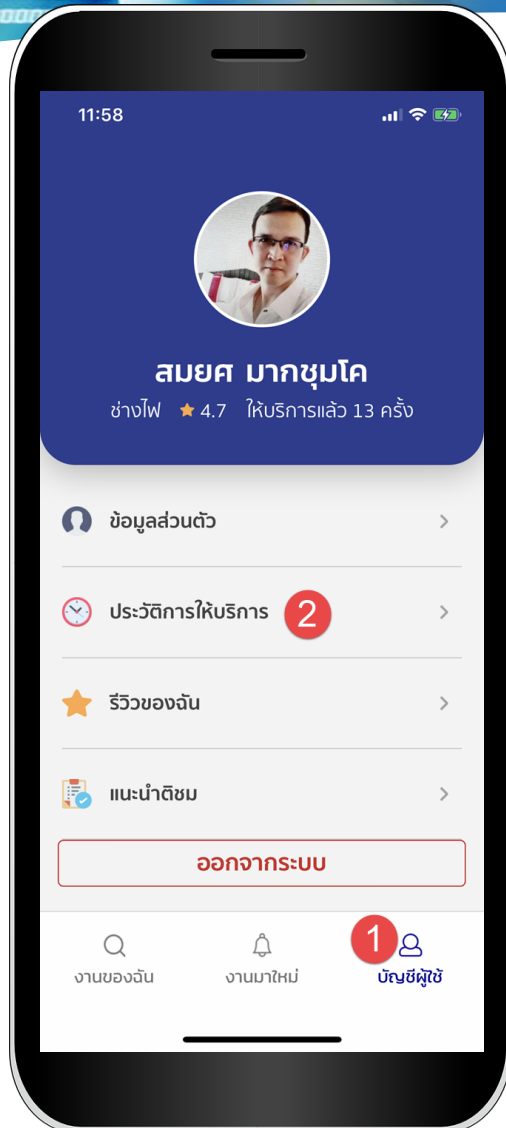 11:58
สมยศ มากชุมโค
ช่างไฟ 4.7 ให้บริการแล้ว 13 ครั้ง
ข้อมูลส่วนตัว
ประวัติการให้บริการ 2
รีวิวของฉัน
แนะนำติชม
ออกจากระบบ
1
งานของฉัน งานมาใหม่ บัญชีผู้ใช้